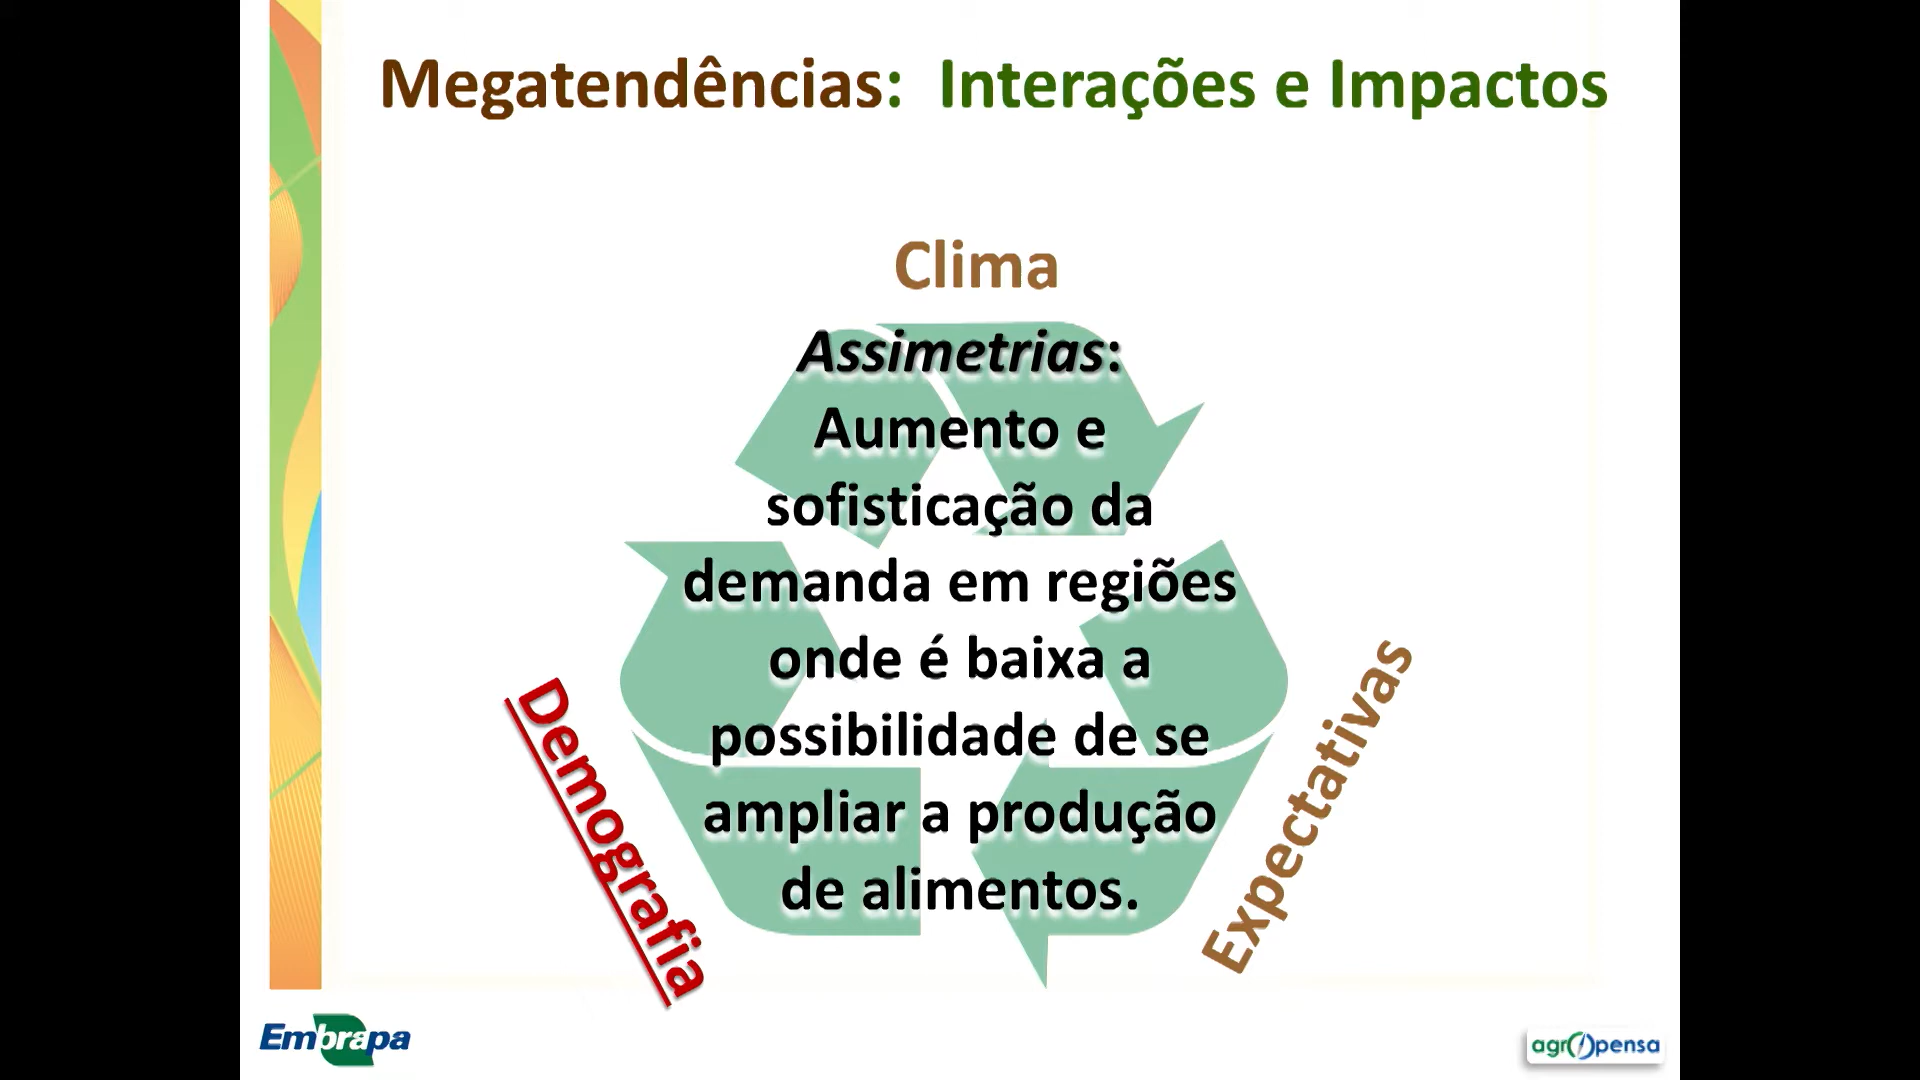 Megatendências: Interações e Impactos
Clima
Assimetrias:
Aumento e
sofisticação da
demanda em regiões
onde é baixa a
possibilidade de se
ampliar a produção
de alimentos.
Demografia
Expectativas
Embrapa
agropensa